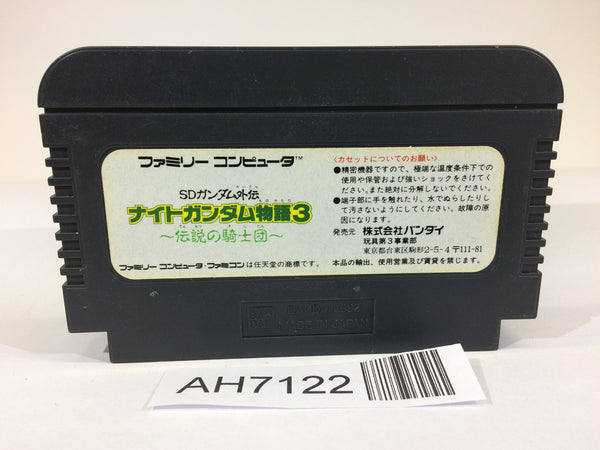 ファミリー コンピュータ™
SDガンダム外伝
ナイトガンダム物語3
～伝説の騎士団～
ファミリー コンピュータ・ファミコンは任天堂の商標です。
〈カセットについてのお願い〉
●精密機器ですので、極端な温度条件下での使用や保管および強いショックをさけてください。また絶対に分解しないでください。
●端子部に手を触れたり、水でぬらしたりして汚さないようにしてください。故障の原因になります。
発売元 株式会社バンダイ
玩具第3事業部
東京都台東区駒形2-5-4 〒111-81
本品の輸出、使用営業及び賃貸を禁じます。
MADE IN JAPAN
AH7122